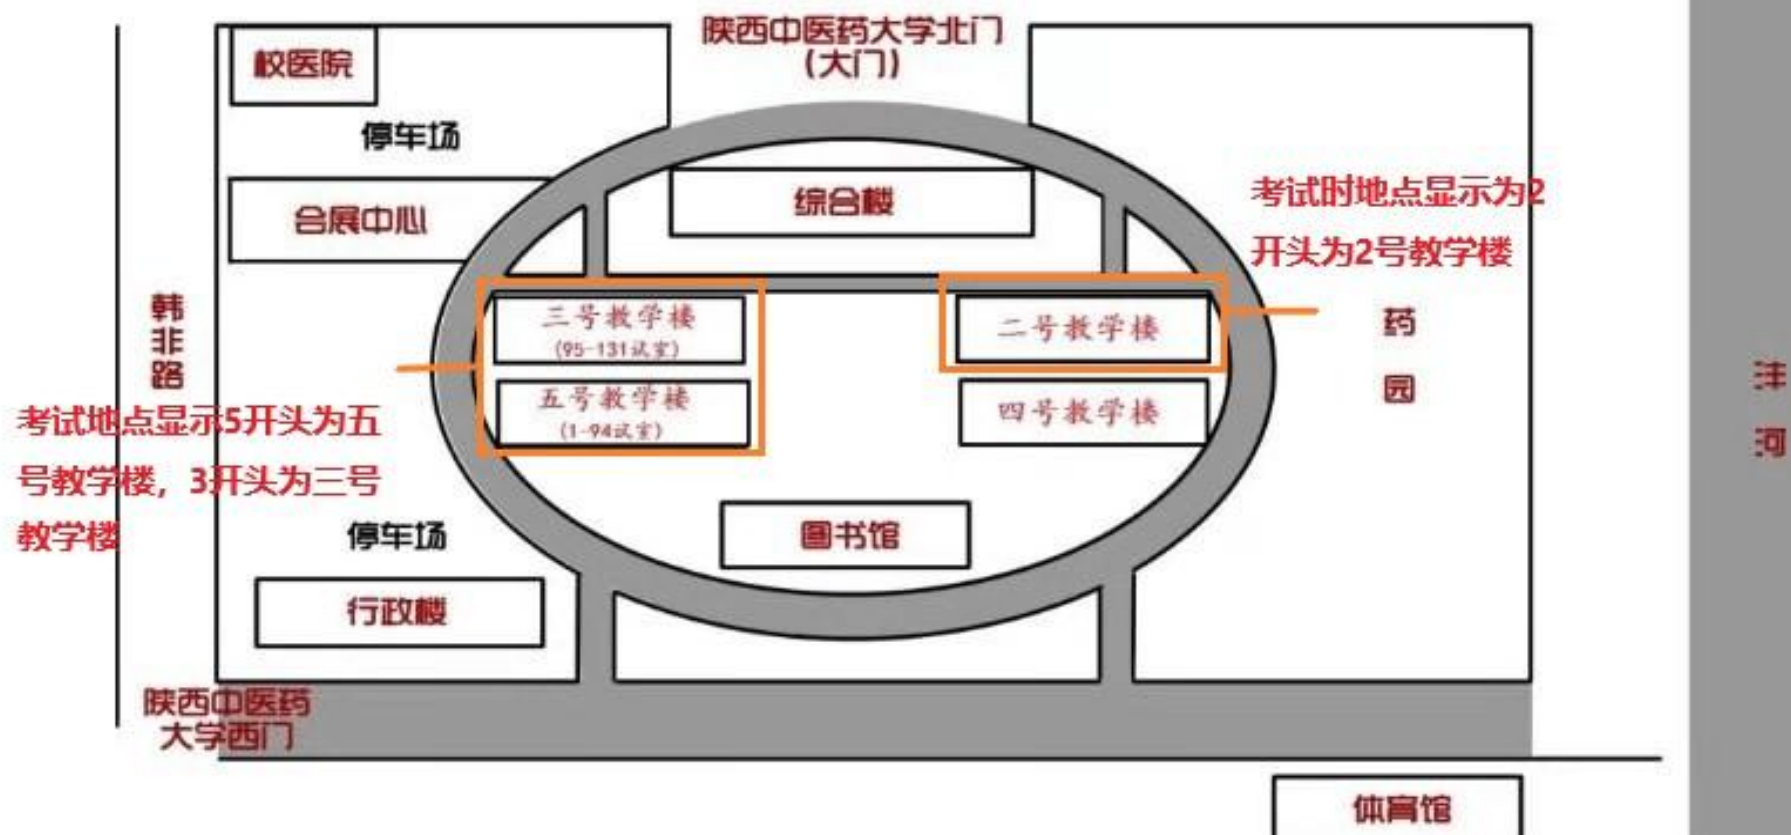 陕西中医药大学北门
（大门）
校医院
停车场
会展中心
综合楼
考试时地点显示为2
开头为2号教学楼
韩非路
三号教学楼
(95-131试室)
二号教学楼
药园
五号教学楼
(1-94试室)
四号教学楼
沣河
考试地点显示5开头为五
号教学楼，3开头为三号
教学楼
停车场
图书馆
行政楼
陕西中医药
大学西门
体育馆